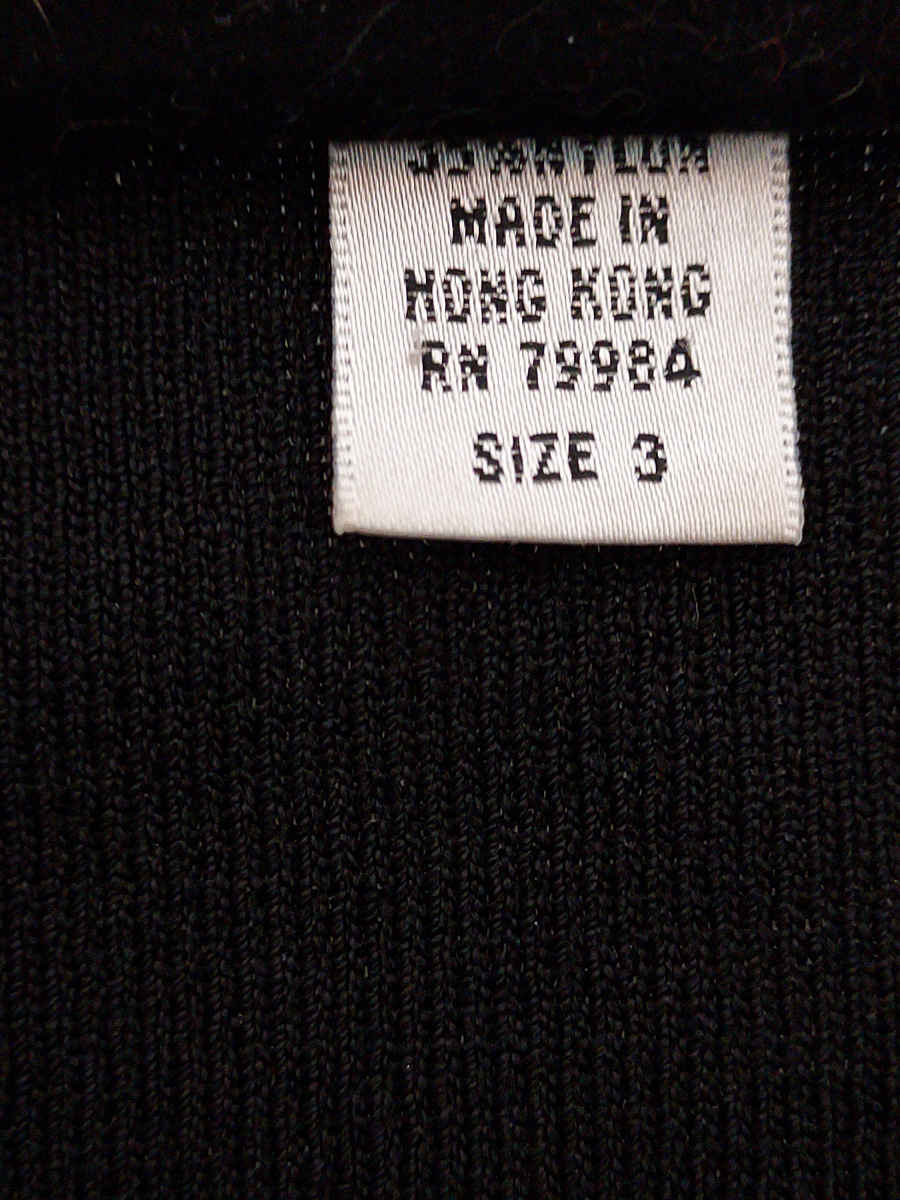 MADE IN
HONG KONG
RN 79984
SIZE 3